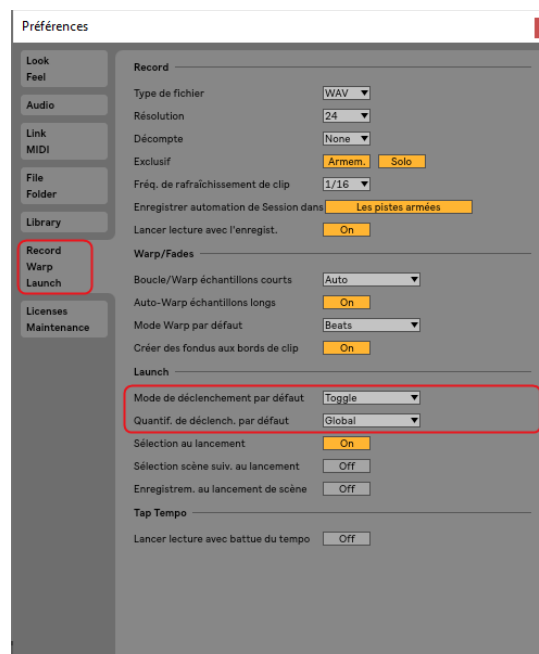 Préférences
Look
Feel
Audio
Link
MIDI
File
Folder
Library
Record
Warp
Launch
Licenses
Maintenance
Record
Type de fichier WAV
Résolution 24
Décompte None
Exclusif Armem. Solo
Fréq. de rafraîchissement de clip 1/16
Enregistrer automation de Session dans Les pistes armées
Lancer lecture avec l'enregist. On
Warp/Fades
Boucle/Warp échantillons courts Auto
Auto-Warp échantillons longs On
Mode Warp par défaut Beats
Créer des fondus aux bords de clip On
Launch
Mode de déclenchement par défaut Toggle
Quantif. de déclench. par défaut Global
Sélection au lancement On
Sélection scène suiv. au lancement Off
Enregistrem. au lancement de scène Off
Tap Tempo
Lancer lecture avec battue du tempo Off